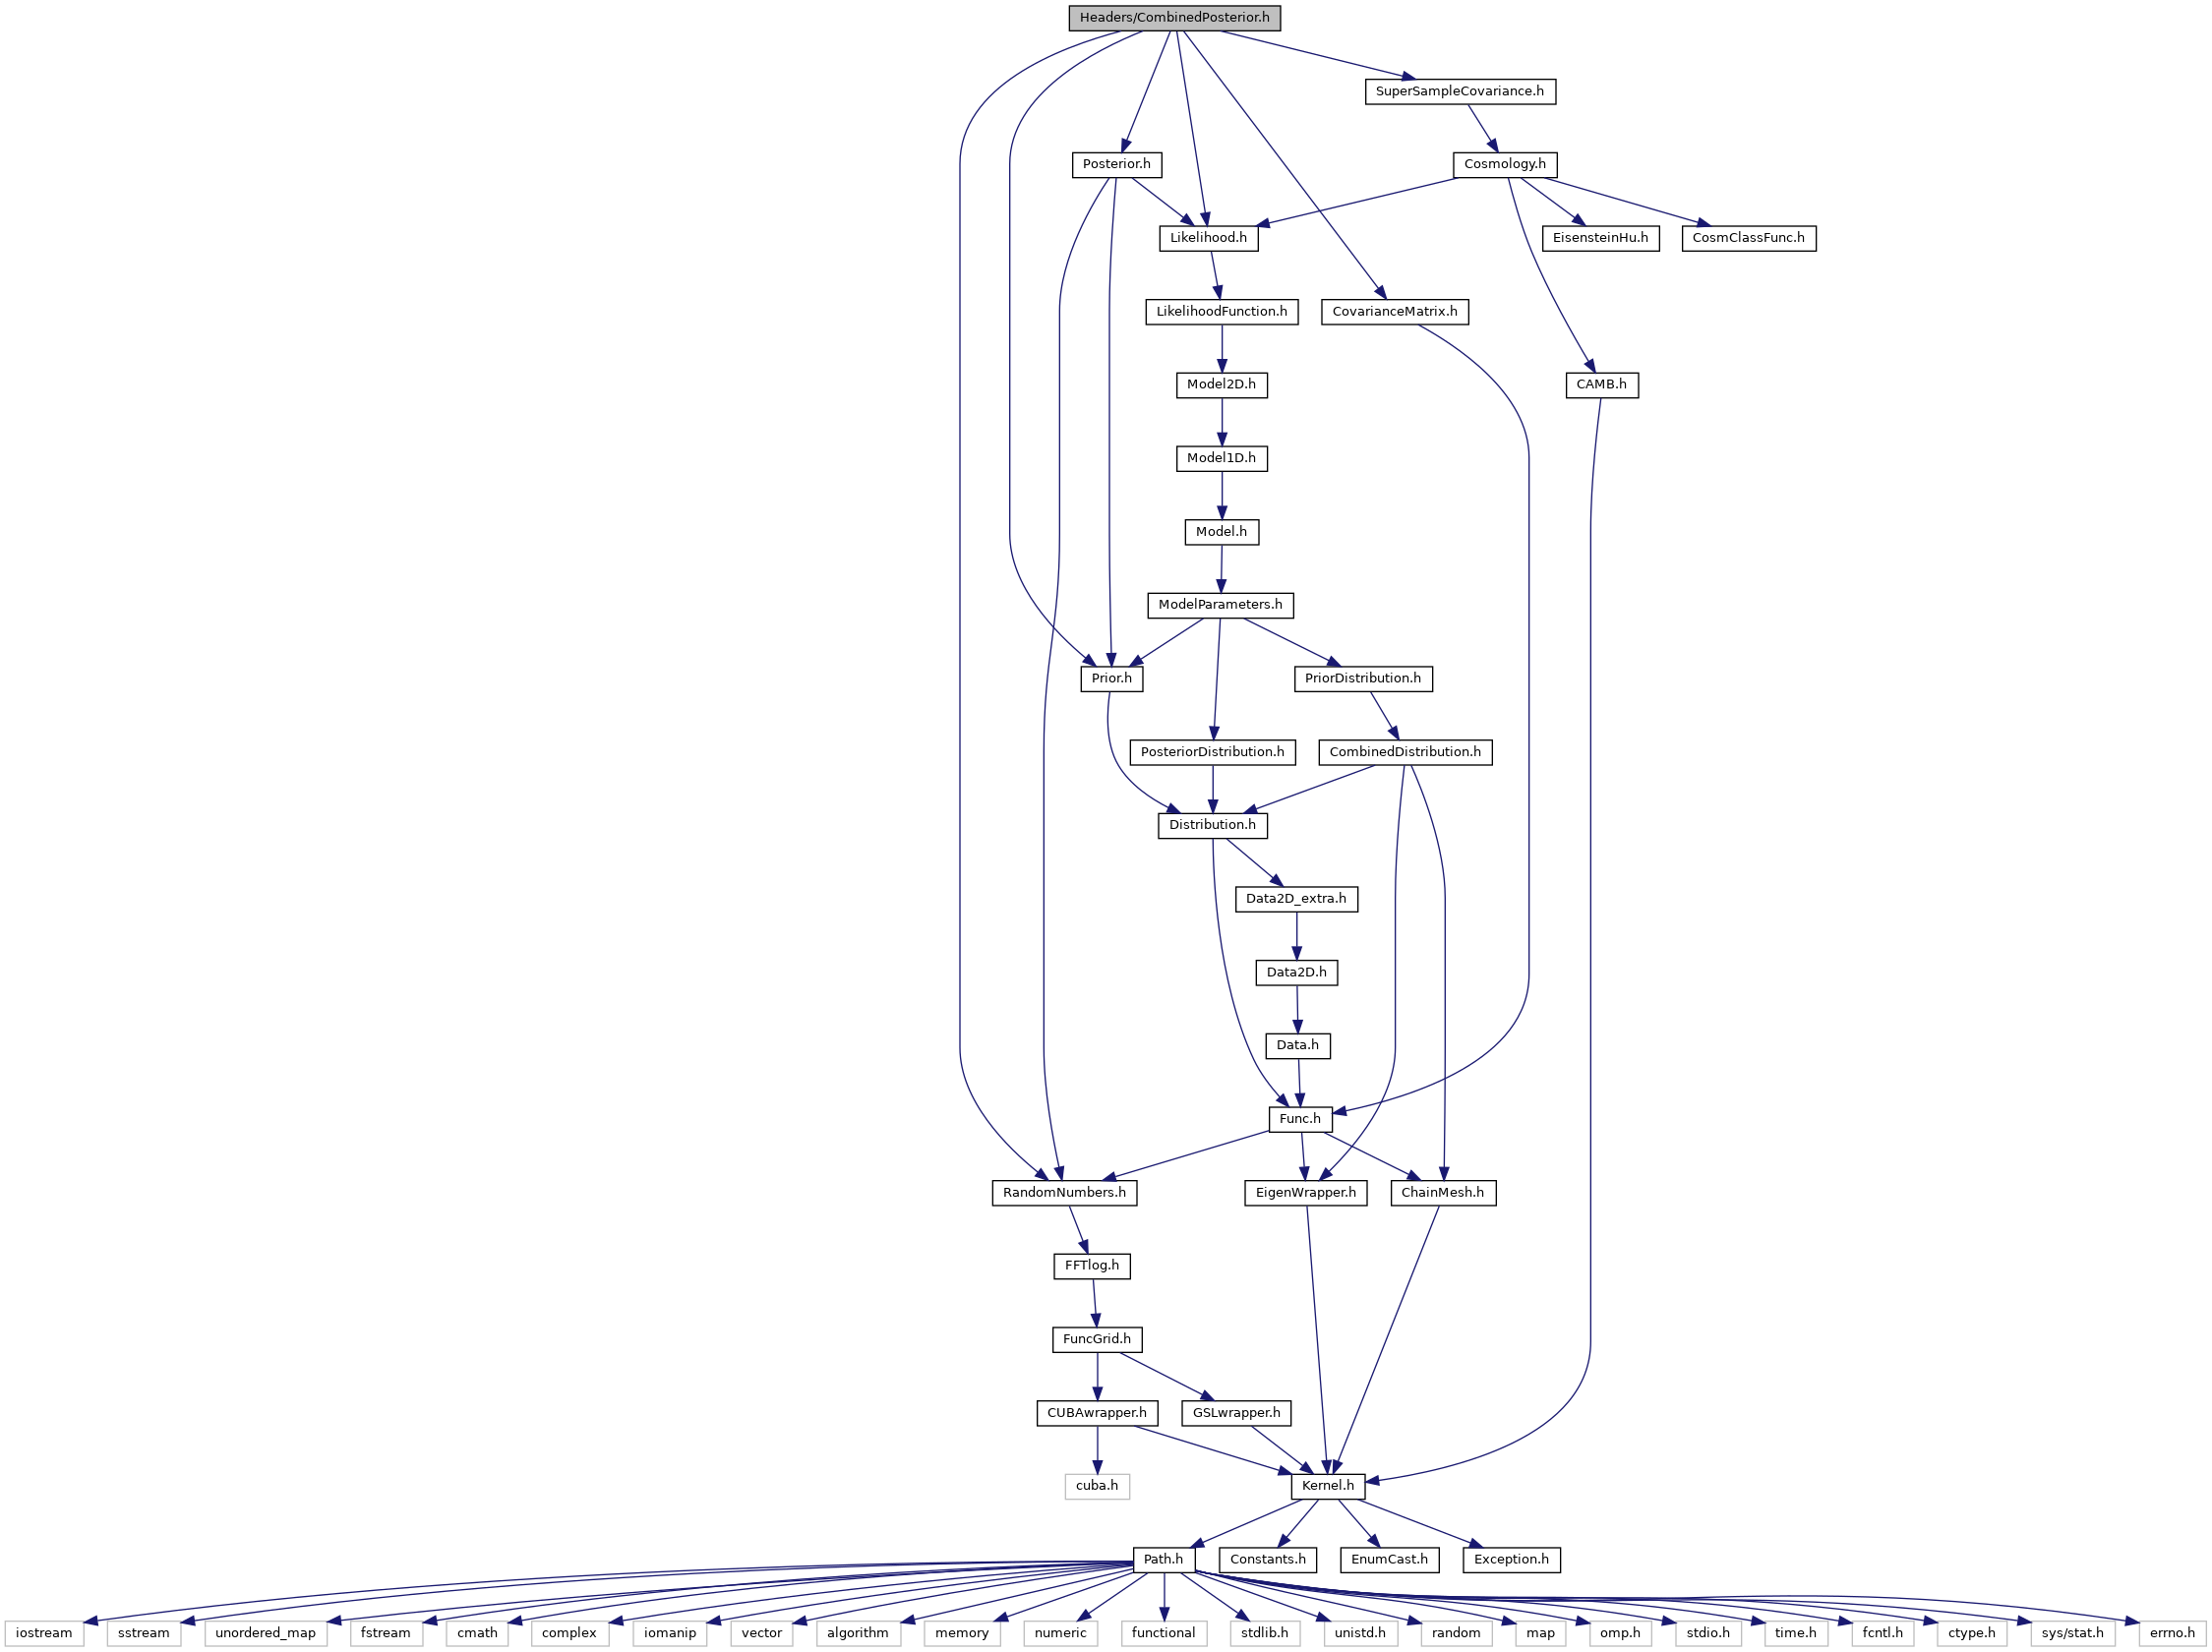 Headers/CombinedPosterior.h
SuperSampleCovariance.h
Posterior.h
Cosmology.h
Likelihood.h
EisensteinHu.h
CosmClassFunc.h
LikelihoodFunction.h
CovarianceMatrix.h
Model2D.h
CAMB.h
Model1D.h
Model.h
ModelParameters.h
Prior.h
PriorDistribution.h
PosteriorDistribution.h
CombinedDistribution.h
Distribution.h
Data2D_extra.h
Data2D.h
Data.h
Func.h
RandomNumbers.h
EigenWrapper.h
ChainMesh.h
FFTlog.h
FuncGrid.h
CUBAwrapper.h
GSLwrapper.h
cuba.h
Kernel.h
Path.h
Constants.h
EnumCast.h
Exception.h
iostream
sstream
unordered_map
fstream
cmath
complex
iomanip
vector
algorithm
memory
numeric
functional
stdlib.h
unistd.h
random
map
omp.h
stdio.h
time.h
fcntl.h
ctype.h
sys/stat.h
errno.h